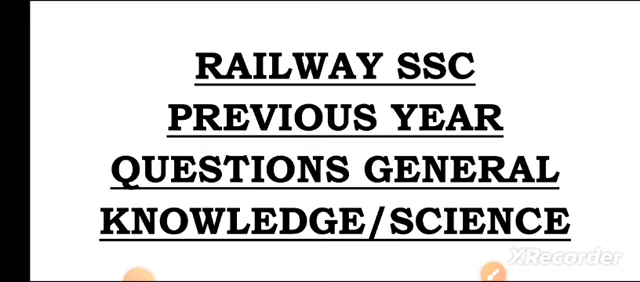 RAILWAY SSC
PREVIOUS YEAR
QUESTIONS GENERAL
KNOWLEDGE/SCIENCE
XRecorder